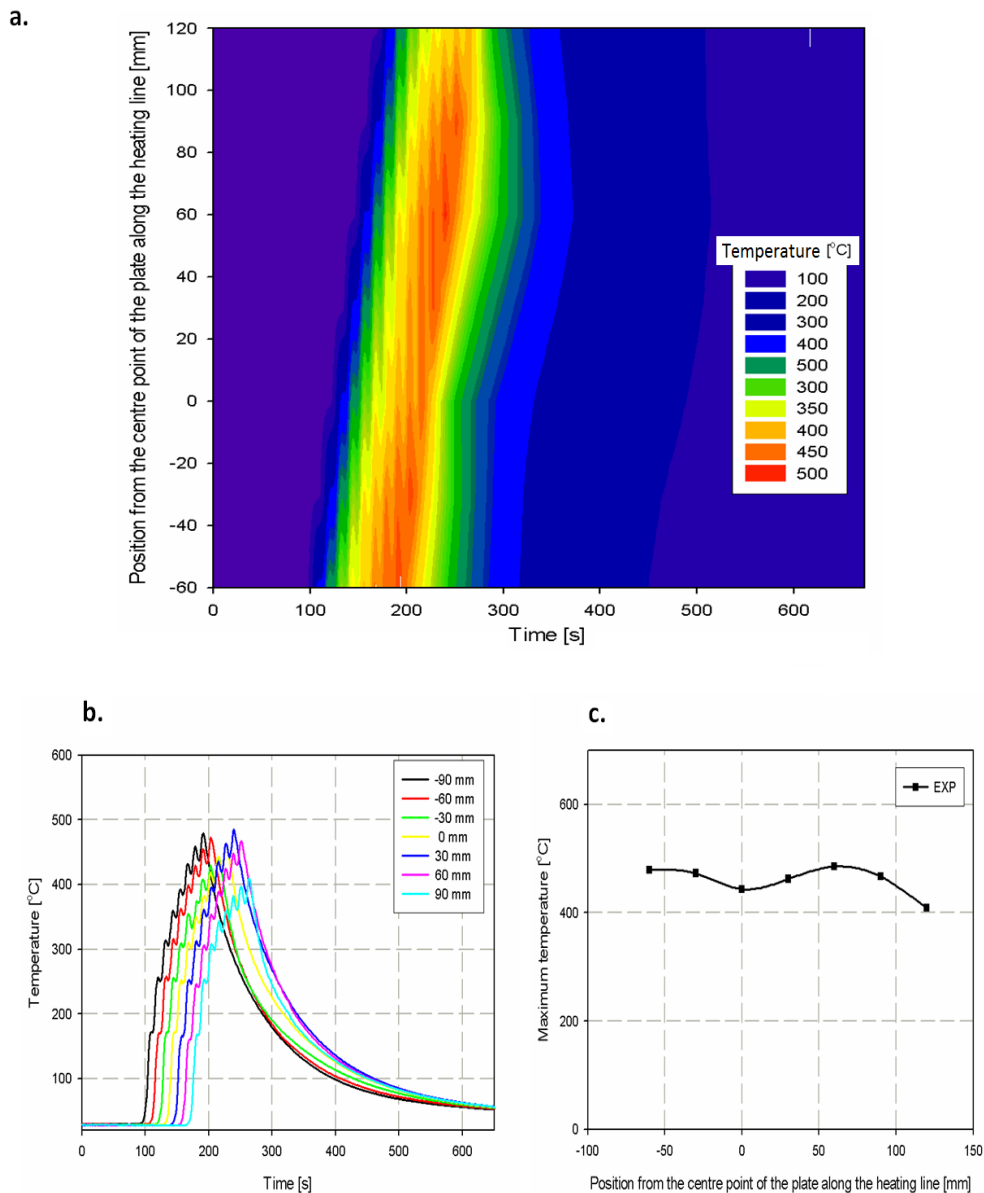 a.
Position from the centre point of the plate along the heating line [mm]
120
100
80
60
40
20
0
-20
-40
-60
0 100 200 300 400 500 600
Time [s]
Temperature [°C]
100
200
300
400
500
300
350
400
450
500
b.
Temperature [°C]
600
500
400
300
200
100
0 100 200 300 400 500 600
Time [s]
-90 mm
-60 mm
-30 mm
0 mm
30 mm
60 mm
90 mm
c.
Maximum temperature [°C]
600
400
200
0
-100 -50 0 50 100 150
Position from the centre point of the plate along the heating line [mm]
EXP